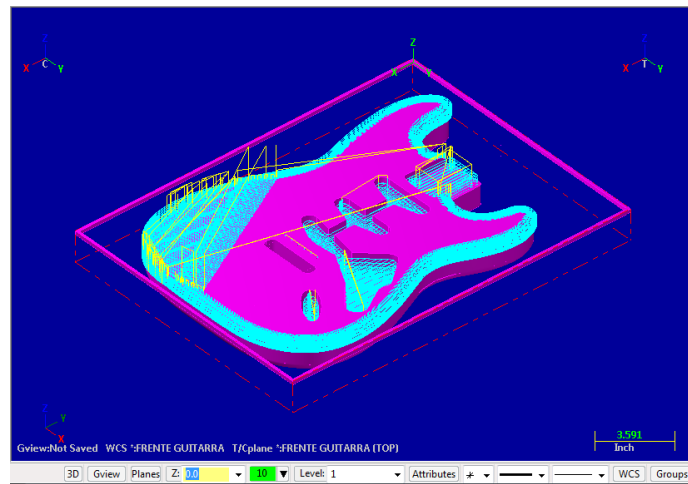 Z
Z
Z
X
C
Y
X
Y
X
T
Y
Z
Y
X
3.591
Inch
Gview:Not Saved WCS *:FRENTE GUITARRA T/Cplane *:FRENTE GUITARRA (TOP)
3D Gview Planes Z: 0.0 10 Level: 1 Attributes WCS Groups